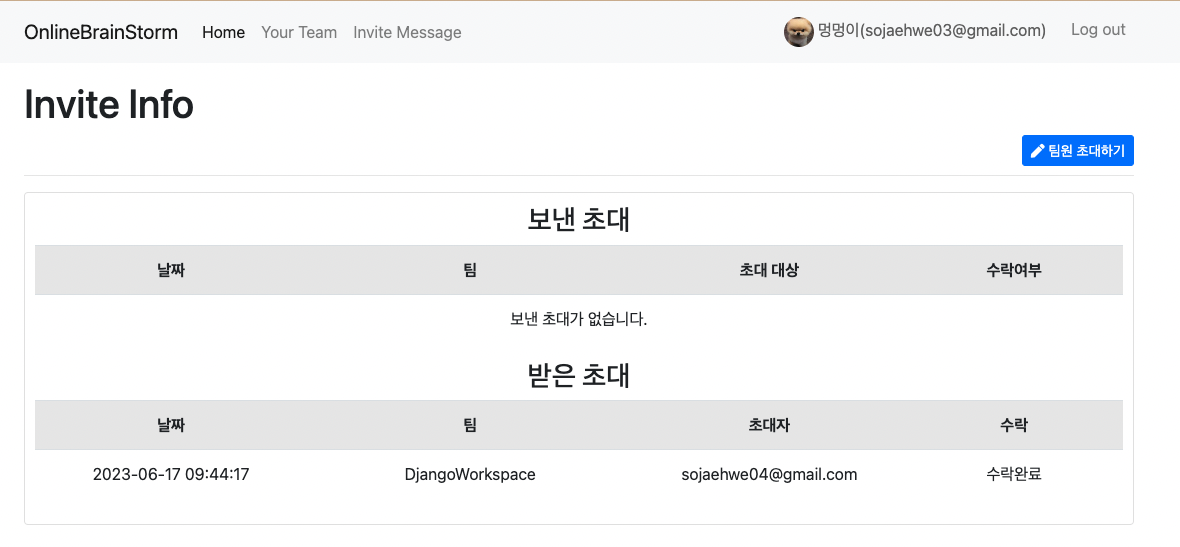 OnlineBrainStorm Home Your Team Invite Message 멍멍이(sojaehwe03@gmail.com) Log out
Invite Info
팀원 초대하기
보낸 초대
날짜 팀 초대 대상 수락여부
보낸 초대가 없습니다.
받은 초대
날짜 팀 초대자 수락
2023-06-17 09:44:17 DjangoWorkspace sojaehwe04@gmail.com 수락완료